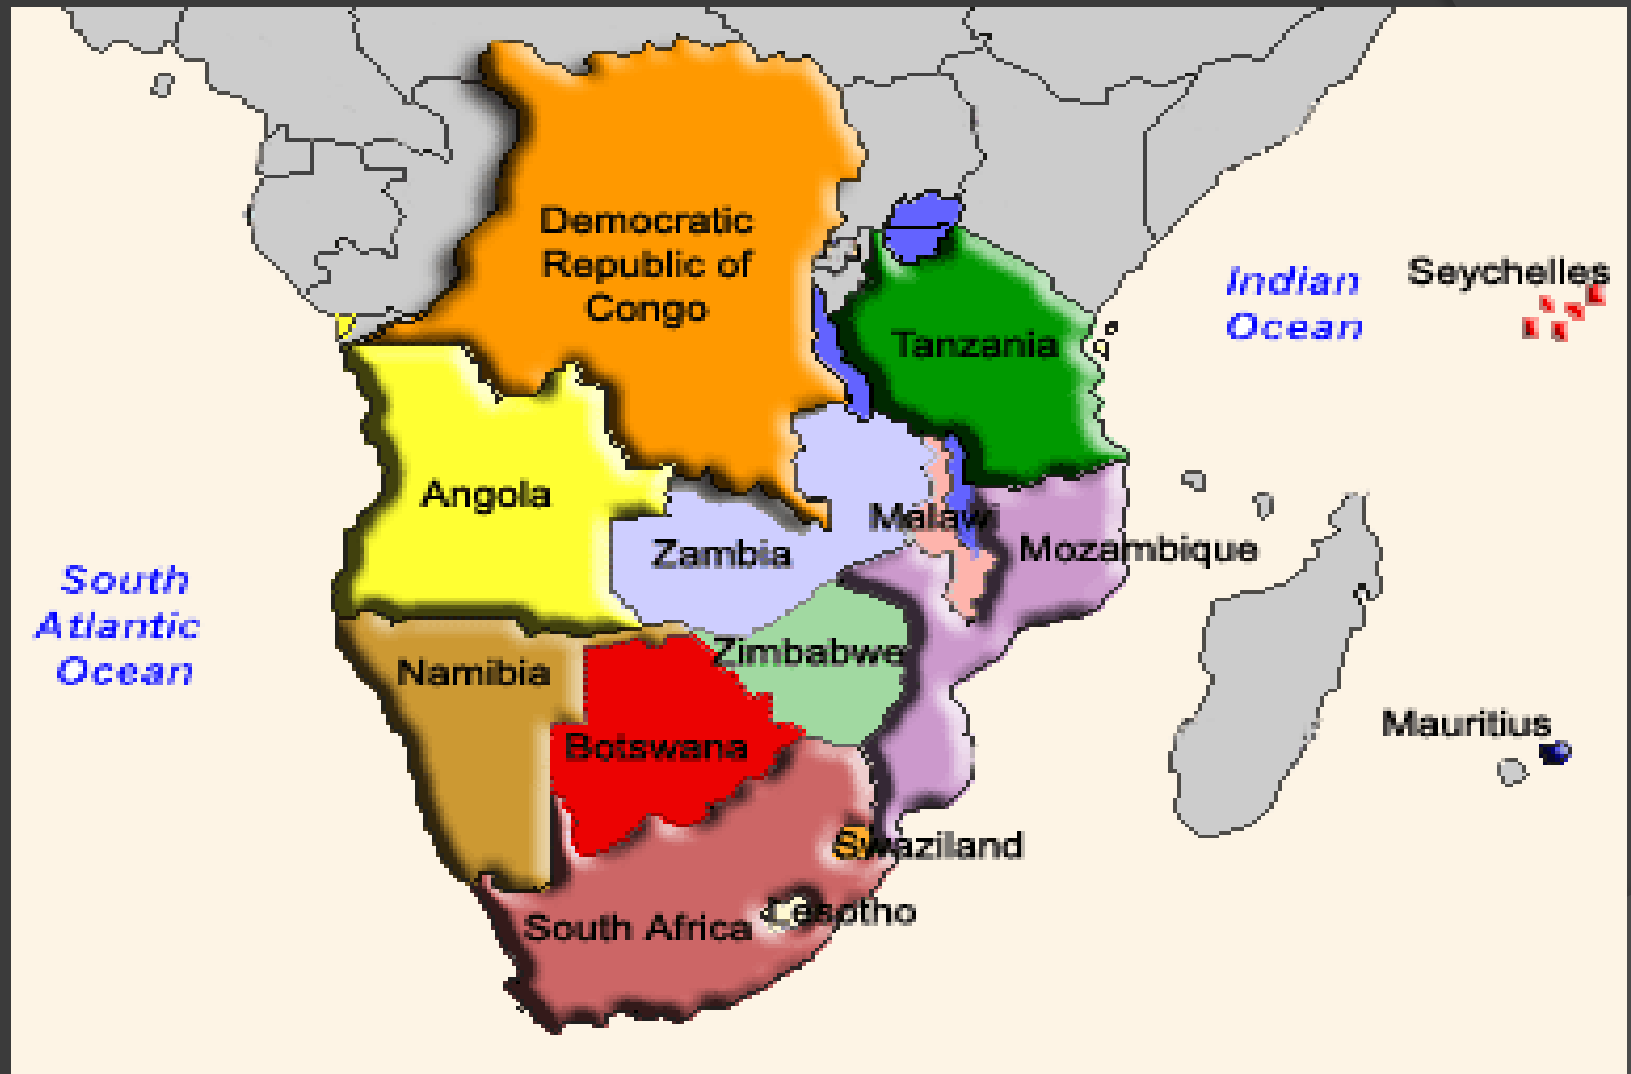 Democratic
Republic of
Congo
Indian
Ocean
Seychelles
Tanzania
Angola
Malawi
Zambia
Mozambique
South
Atlantic
Ocean
Zimbabwe
Namibia
Mauritius
Botswana
Swaziland
Lesotho
South Africa